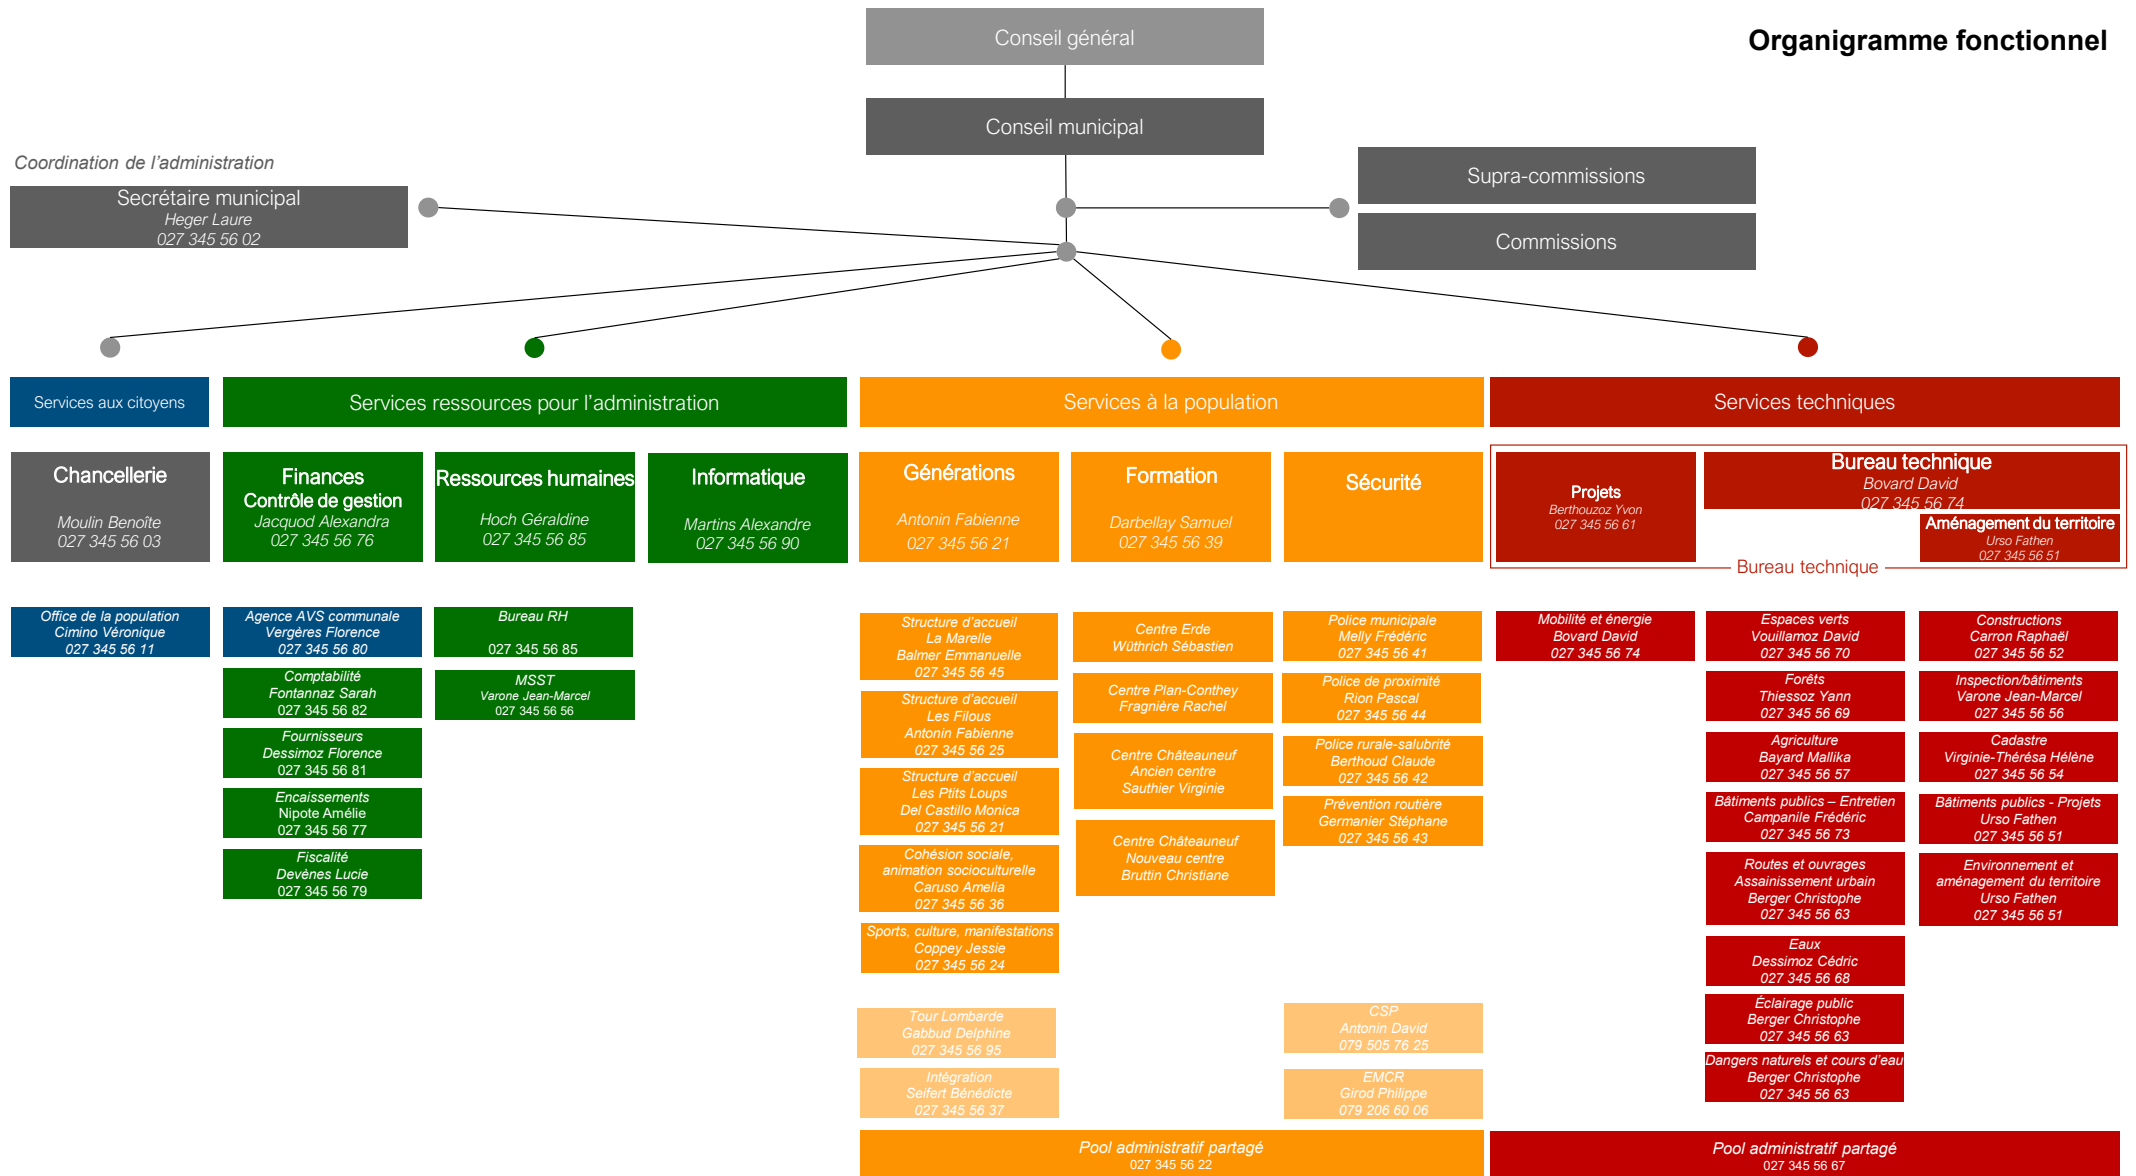 Organigramme fonctionnel
Conseil général
Conseil municipal
Coordination de l'administration
Secrétaire municipal
Heger Laure
027 345 56 02
Supra-commissions
Commissions
Services aux citoyens
Services ressources pour l'administration
Services à la population
Services techniques
Chancellerie
Moulin Benoîte
027 345 56 03
Finances
Contrôle de gestion
Jacquod Alexandra
027 345 56 76
Ressources humaines
Hoch Géraldine
027 345 56 85
Informatique
Martins Alexandre
027 345 56 90
Générations
Antonin Fabienne
027 345 56 21
Formation
Darbellay Samuel
027 345 56 39
Sécurité
Projets
Berthouzoz Yvon
027 345 56 61
Bureau technique
Bovard David
027 345 56 74
Aménagement du territoire
Urso Fathen
027 345 56 51
Bureau technique
Office de la population
Cimino Véronique
027 345 56 11
Agence AVS communale
Vergères Florence
027 345 56 80
Comptabilité
Fontannaz Sarah
027 345 56 82
Fournisseurs
Dessimoz Florence
027 345 56 81
Encaissements
Nipote Amélie
027 345 56 77
Fiscalité
Devènes Lucie
027 345 56 79
Bureau RH
027 345 56 85
MSST
Varone Jean-Marcel
027 345 56 56
Structure d'accueil
La Marelle
Balmer Emmanuelle
027 345 56 45
Structure d'accueil
Les Filous
Antonin Fabienne
027 345 56 25
Structure d'accueil
Les Ptits Loups
Del Castillo Monica
027 345 56 21
Cohésion sociale,
animation socioculturelle
Caruso Amelia
027 345 56 36
Sports, culture, manifestations
Coppey Jessie
027 345 56 24
Tour Lombarde
Gabbud Delphine
027 345 56 95
Intégration
Seifert Bénédicte
027 345 56 37
Centre Erde
Wüthrich Sébastien
Centre Plan-Conthey
Fragnière Rachel
Centre Châteauneuf
Ancien centre
Sauthier Virginie
Centre Châteauneuf
Nouveau centre
Bruttin Christiane
Police municipale
Melly Frédéric
027 345 56 41
Police de proximité
Rion Pascal
027 345 56 44
Police rurale-salubrité
Berthoud Claude
027 345 56 42
Prévention routière
Germanier Stéphane
027 345 56 43
CSP
Antonin David
079 505 76 25
EMCR
Girod Philippe
079 206 60 06
Mobilité et énergie
Bovard David
027 345 56 74
Espaces verts
Vouillamoz David
027 345 56 70
Forêts
Thiessoz Yann
027 345 56 69
Agriculture
Bayard Mallika
027 345 56 57
Bâtiments publics – Entretien
Campanile Frédéric
027 345 56 73
Routes et ouvrages
Assainissement urbain
Berger Christophe
027 345 56 63
Eaux
Dessimoz Cédric
027 345 56 68
Éclairage public
Berger Christophe
027 345 56 63
Dangers naturels et cours d'eau
Berger Christophe
027 345 56 63
Constructions
Carron Raphaël
027 345 56 52
Inspection/bâtiments
Varone Jean-Marcel
027 345 56 56
Cadastre
Virginie-Thérésa Hélène
027 345 56 54
Bâtiments publics - Projets
Urso Fathen
027 345 56 51
Environnement et
aménagement du territoire
Urso Fathen
027 345 56 51
Pool administratif partagé
027 345 56 22
Pool administratif partagé
027 345 56 67